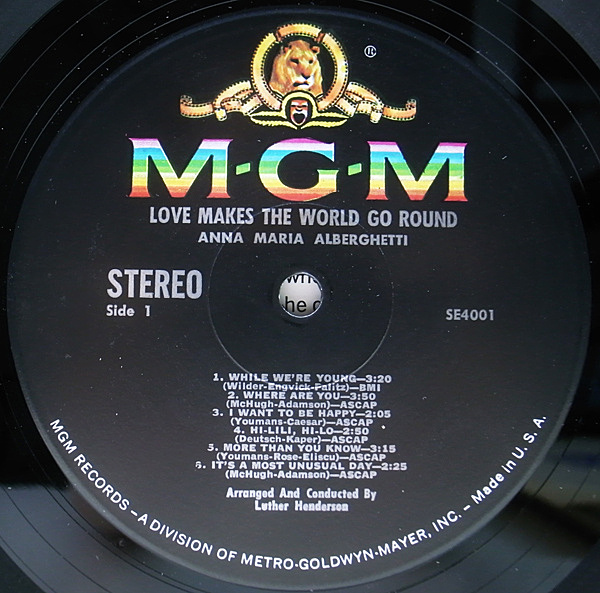 ®
M·G·M
LOVE MAKES THE WORLD GO ROUND
ANNA MARIA ALBERGHETTI
STEREO
Side 1
he
SE4001
1. WHILE WE'RE YOUNG—3:20
(Wilder-Engvick-Palitz)—BMI
2. WHERE ARE YOU—3:50
(McHugh-Adamson)—ASCAP
3. I WANT TO BE HAPPY—2:05
(Youmans-Caesar)—ASCAP
4. HI-LILI, HI-LO—2:50
(Deutsch-Kaper)—ASCAP
5. MORE THAN YOU KNOW—3:15
(Youmans-Rose-Eliscu)—ASCAP
6. IT'S A MOST UNUSUAL DAY—2:25
(McHugh-Adamson)—ASCAP
Arranged And Conducted By
Luther Henderson
MGM RECORDS – A DIVISION OF METRO-GOLDWYN-MAYER, INC. – Made in U. S. A.